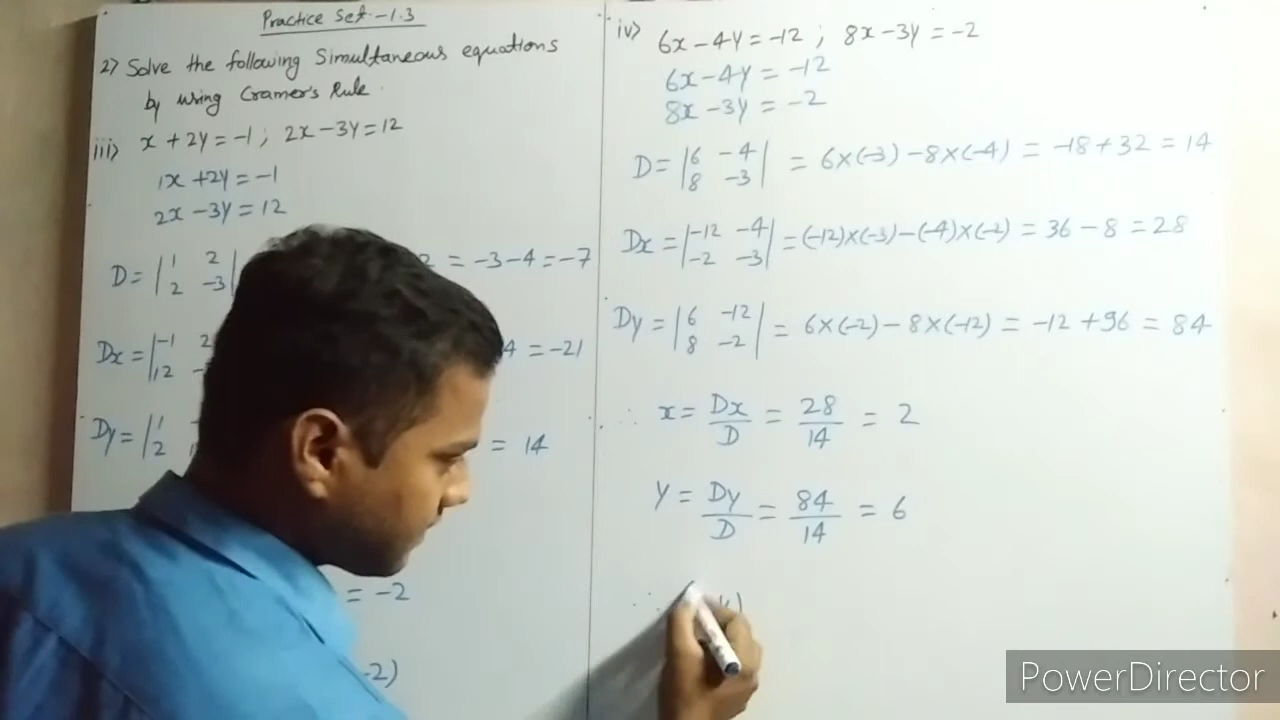 Practice Set-1.3
2) Solve the following Simultaneous equations
by using Cramer's Rule.
iii) x + 2y = -1 ; 2x - 3y = 12
1x + 2y = -1
2x - 3y = 12
D = | 1 2 |
2 -3
2 = -3 - 4 = -7
Dx = | -1 2
12
4 = -21
Dy = | 1
2
= 14
= -2
-2)
iv) 6x - 4y = -12 ; 8x - 3y = -2
6x - 4y = -12
8x - 3y = -2
D = | 6 -4 | = 6×(-3) - 8×(-4) = -18 + 32 = 14
8 -3
Dx = | -12 -4 | = (-12)×(-3) - (-4)×(-2) = 36 - 8 = 28
-2 -3
Dy = | 6 -12 | = 6×(-2) - 8×(-12) = -12 + 96 = 84
8 -2
∴ x = Dx/D = 28/14 = 2
y = Dy/D = 84/14 = 6
∴ y)
PowerDirector